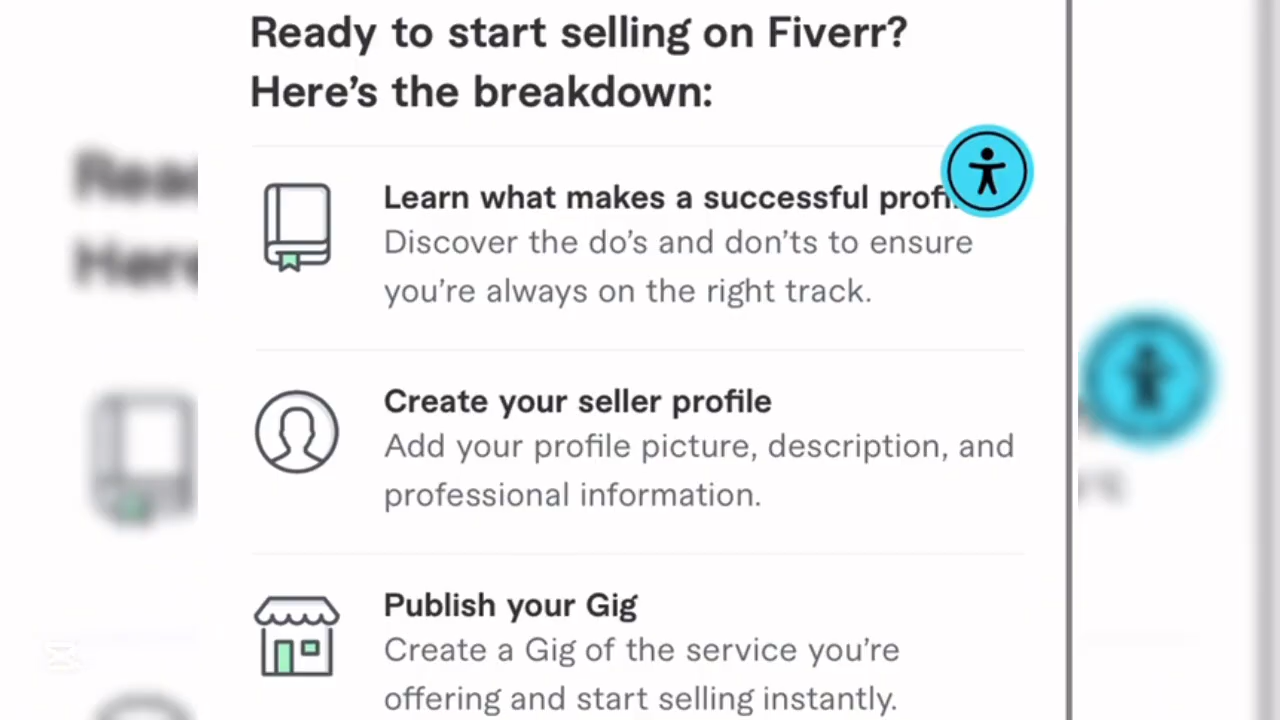 Ready to start selling on Fiverr?
Here's the breakdown:
Learn what makes a successful
Discover the do's and don'ts to ensure
you're always on the right track.
Create your seller profile
Add your profile picture, description, and
professional information.
Publish your Gig
Create a Gig of the service you're
offering and start selling instantly.